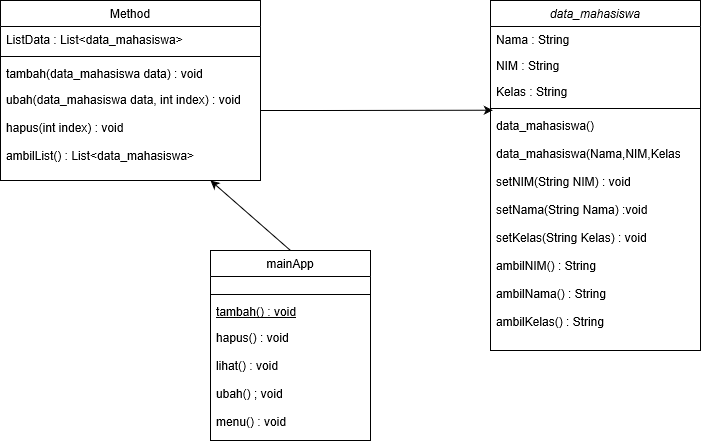 Method
ListData : List<data_mahasiswa>
tambah(data_mahasiswa data) : void
ubah(data_mahasiswa data, int index) : void
hapus(int index) : void
ambilList() : List<data_mahasiswa>
data_mahasiswa
Nama : String
NIM : String
Kelas : String
data_mahasiswa()
data_mahasiswa(Nama,NIM,Kelas
setNIM(String NIM) : void
setNama(String Nama) :void
setKelas(String Kelas) : void
ambilNIM() : String
ambilNama() : String
ambilKelas() : String
mainApp
tambah() : void
hapus() : void
lihat() : void
ubah() ; void
menu() : void